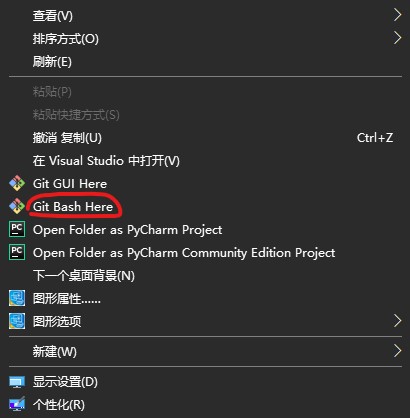 查看(V)
排序方式(O)
刷新(E)
粘贴(P)
粘贴快捷方式(S)
撤消 复制(U) Ctrl+Z
在 Visual Studio 中打开(V)
Git GUI Here
Git Bash Here
PC Open Folder as PyCharm Project
PC Open Folder as PyCharm Community Edition Project
下一个桌面背景(N)
图形属性......
图形选项
新建(W)
显示设置(D)
个性化(R)